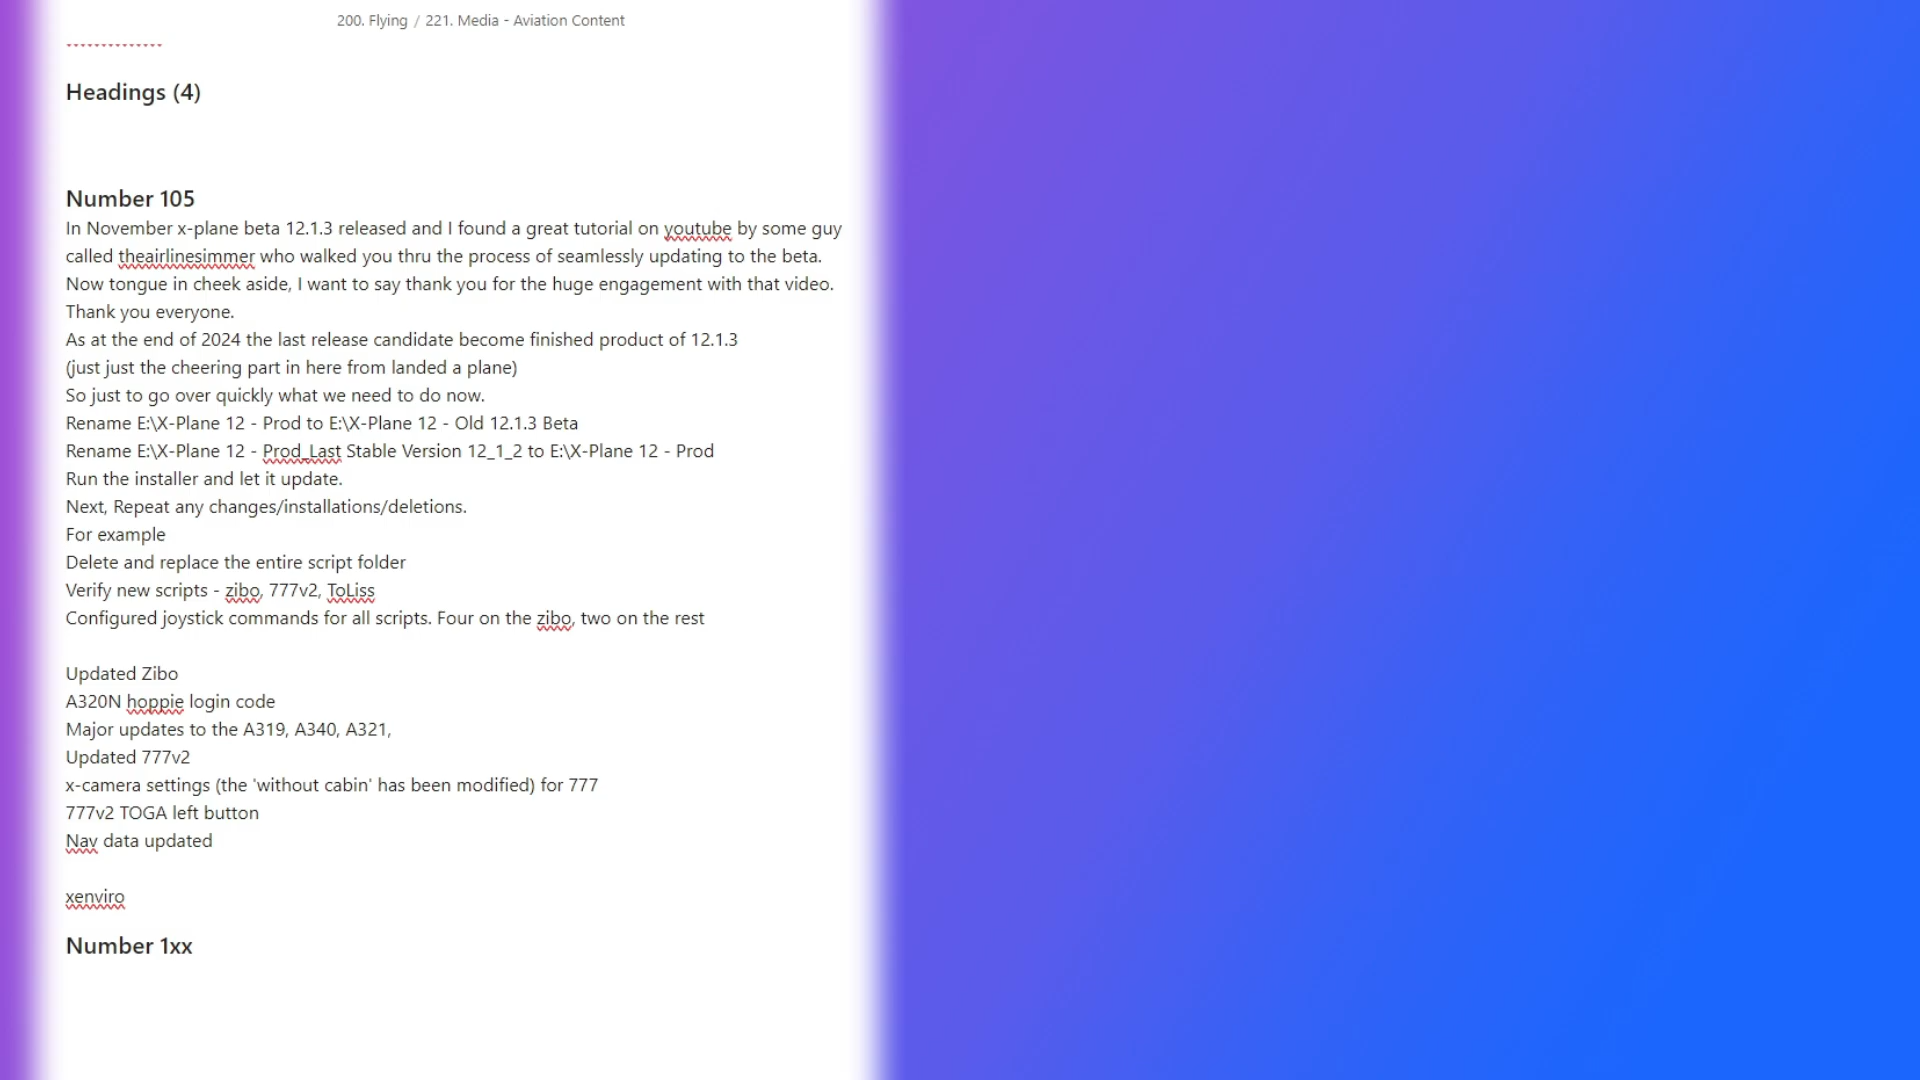 200. Flying / 221. Media - Aviation Content
Headings (4)
Number 105
In November x-plane beta 12.1.3 released and I found a great tutorial on youtube by some guy
called theairlinesimmer who walked you thru the process of seamlessly updating to the beta.
Now tongue in cheek aside, I want to say thank you for the huge engagement with that video.
Thank you everyone.
As at the end of 2024 the last release candidate become finished product of 12.1.3
(just just the cheering part in here from landed a plane)
So just to go over quickly what we need to do now.
Rename E:\X-Plane 12 - Prod to E:\X-Plane 12 - Old 12.1.3 Beta
Rename E:\X-Plane 12 - Prod_Last Stable Version 12_1_2 to E:\X-Plane 12 - Prod
Run the installer and let it update.
Next, Repeat any changes/installations/deletions.
For example
Delete and replace the entire script folder
Verify new scripts - zibo, 777v2, ToLiss
Configured joystick commands for all scripts. Four on the zibo, two on the rest
Updated Zibo
A320N hoppie login code
Major updates to the A319, A340, A321,
Updated 777v2
x-camera settings (the 'without cabin' has been modified) for 777
777v2 TOGA left button
Nav data updated
xenviro
Number 1xx